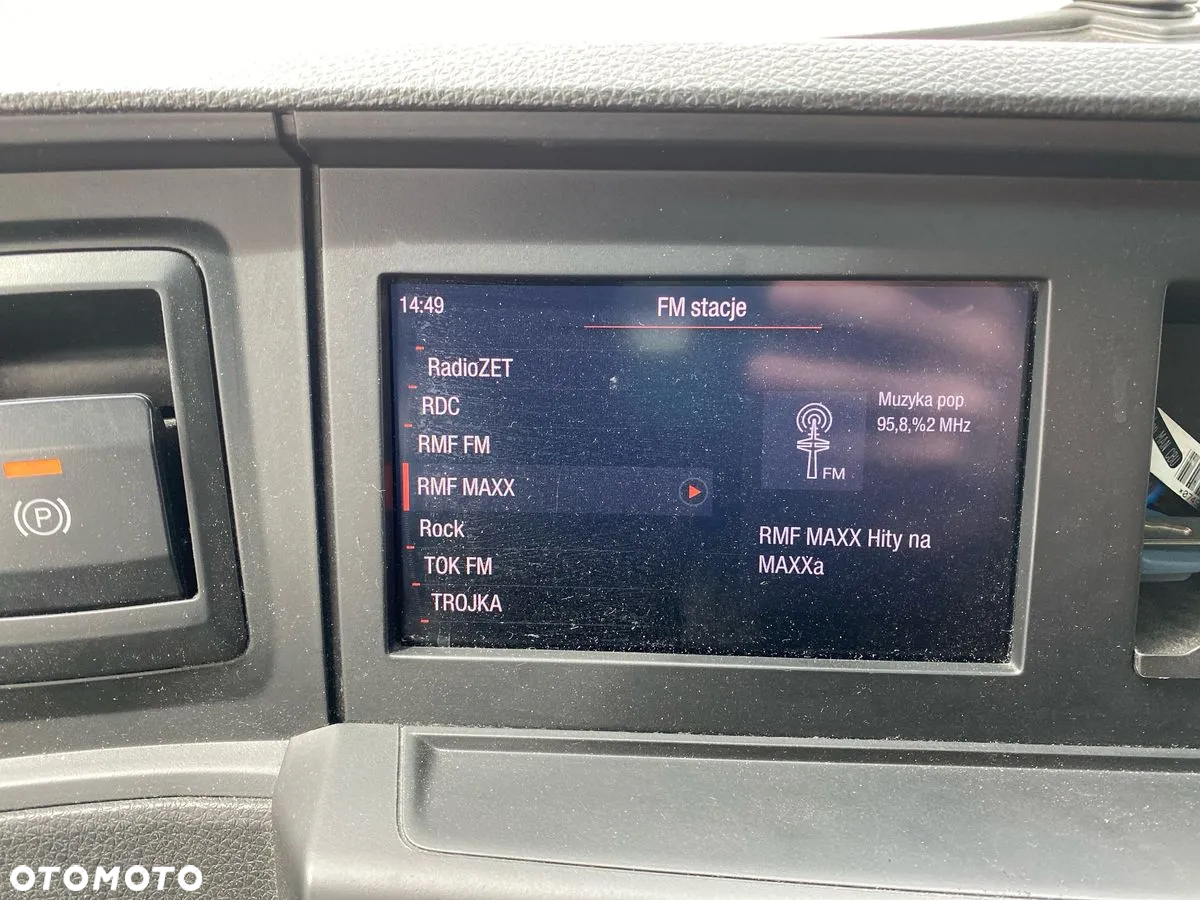 14:49
FM stacje
RadioZET
RDC
RMF FM
RMF MAXX
Rock
TOK FM
TROJKA
Muzyka pop
95,8,%2 MHz
FM
RMF MAXX Hity na
MAXXa
P
OTOMOTO